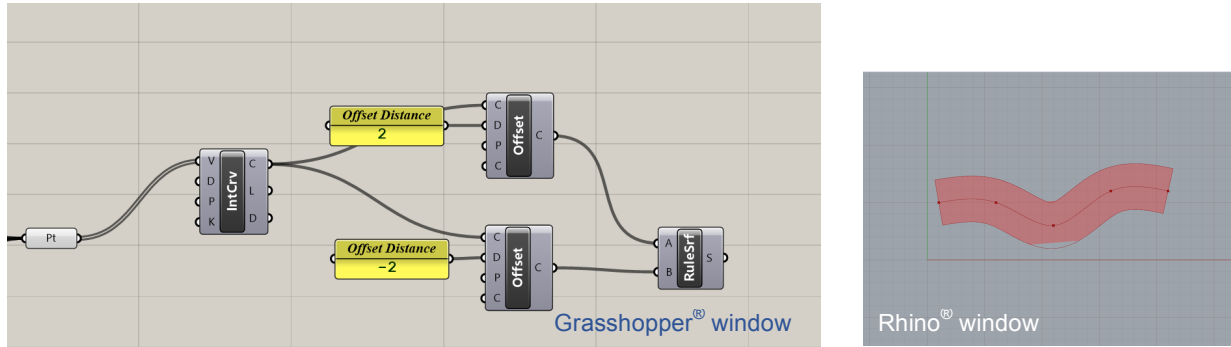 Offset Distance
2
C
D
P
C
Offset
C
V
D
P
K
IntCrv
C
L
D
Pt
Offset Distance
-2
C
D
P
C
Offset
C
A
B
RuleSrf
S
Grasshopper® window
Rhino® window